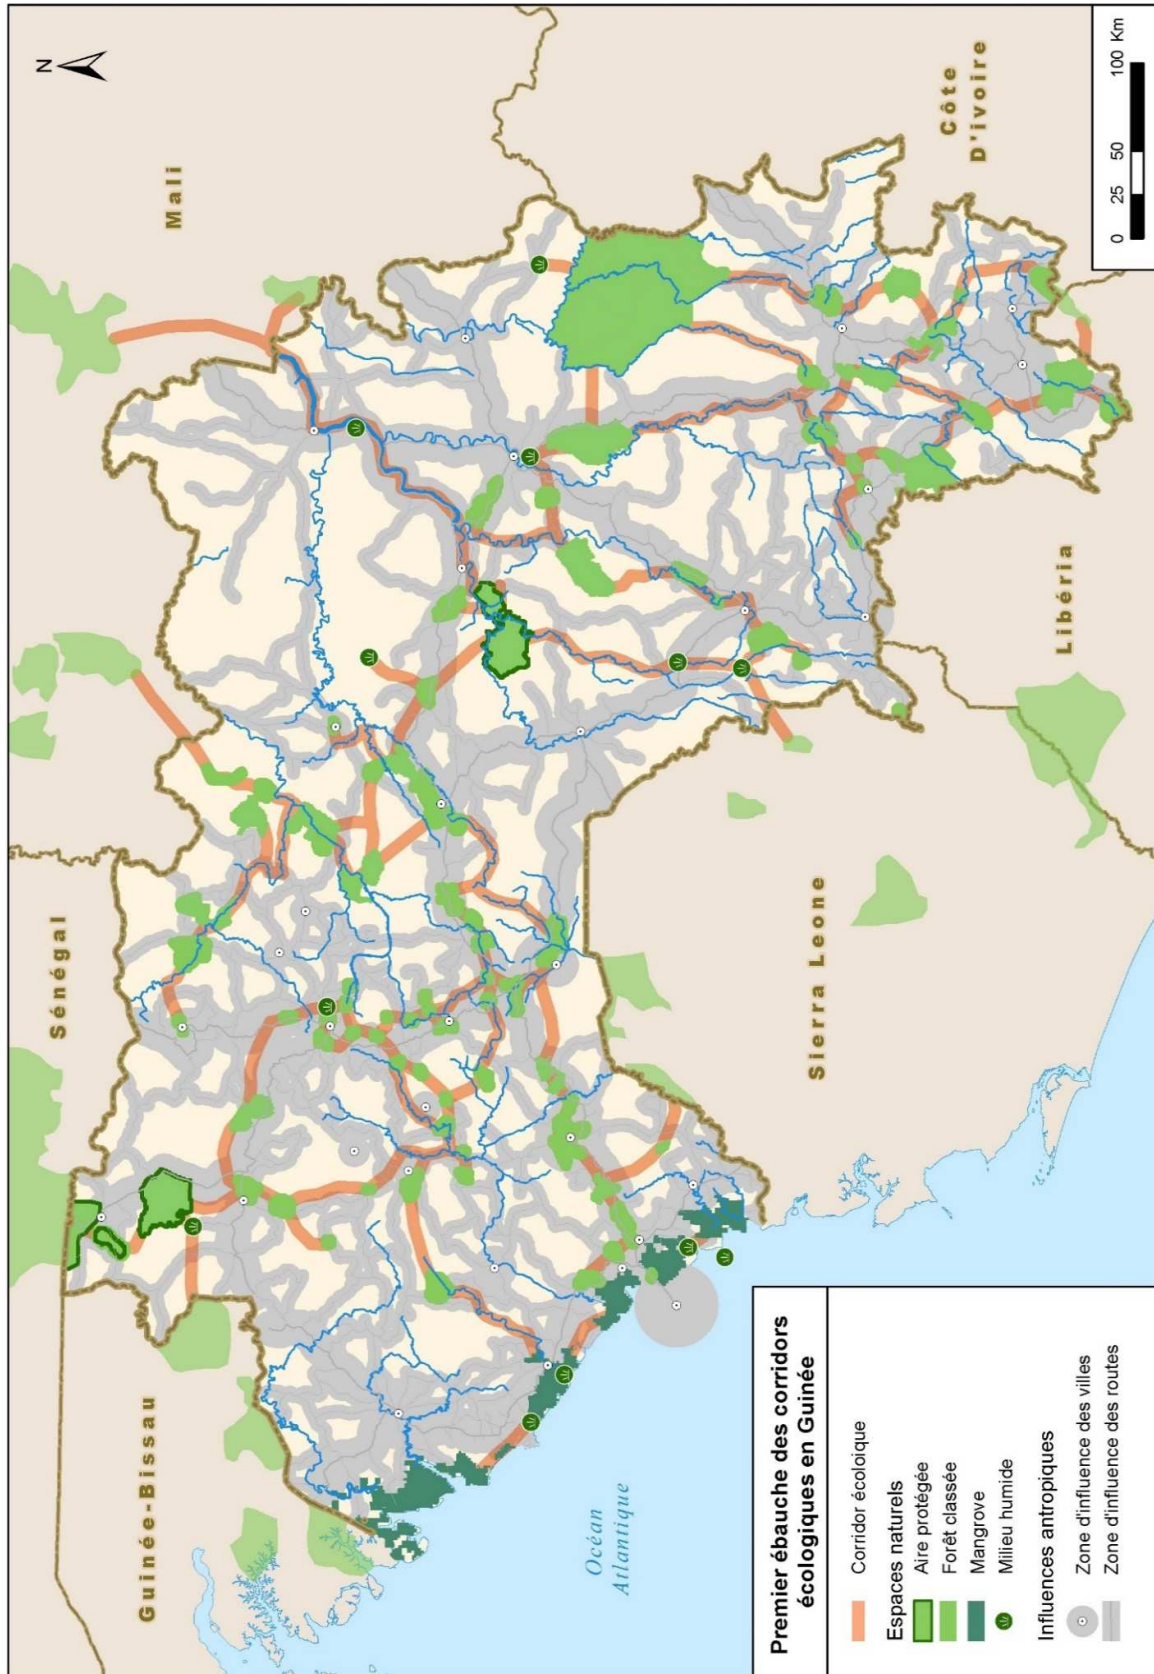 N
Sénégal
Mali
Guinée-Bissau
Océan
Atlantique
Sierra Leone
Libéria
Côte
D'ivoire
Premier ébauche des corridors
écologiques en Guinée
Corridor écoloique
Espaces naturels
Aire protégée
Forêt classée
Mangrove
Milieu humide
Influences antropiques
Zone d'influence des villes
Zone d'influence des routes
0 25 50 100 Km